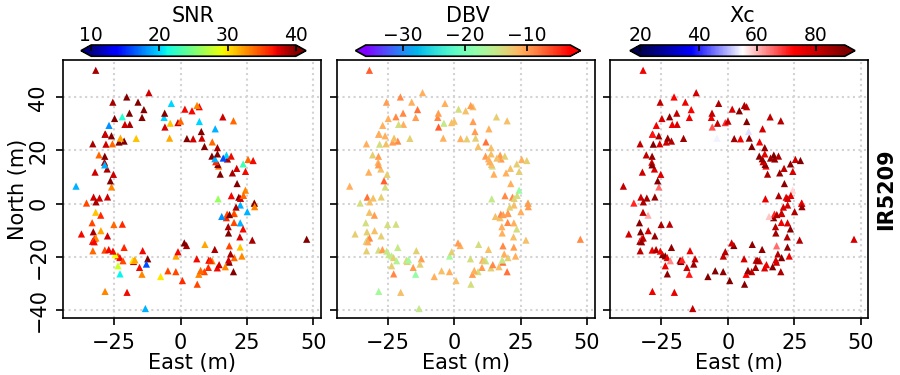 SNR
DBV
Xc
10 20 30 40
−30 −20 −10
20 40 60 80
North (m)
40
20
0
−20
−40
IR5209
−25 0 25 50
−25 0 25 50
−25 0 25 50
East (m)
East (m)
East (m)